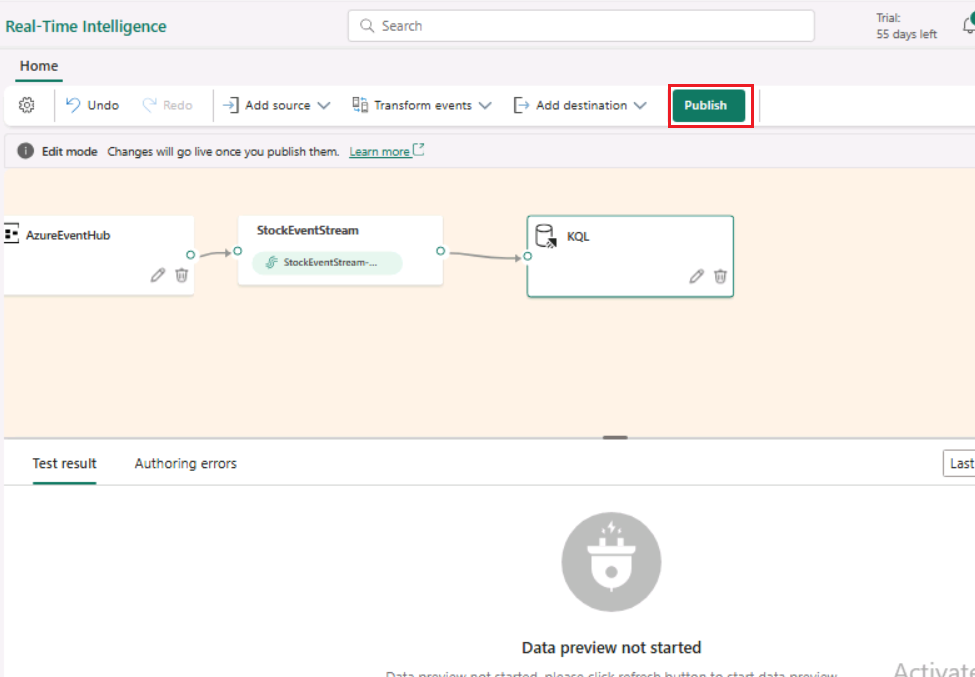 Real-Time Intelligence
Search
Trial:
55 days left
Home
Undo
Redo
Add source
Transform events
Add destination
Publish
Edit mode Changes will go live once you publish them. Learn more
AzureEventHub
StockEventStream
StockEventStream-...
KQL
Test result
Authoring errors
Last
Data preview not started
Data preview not started, please click refresh button to start data preview
Activate